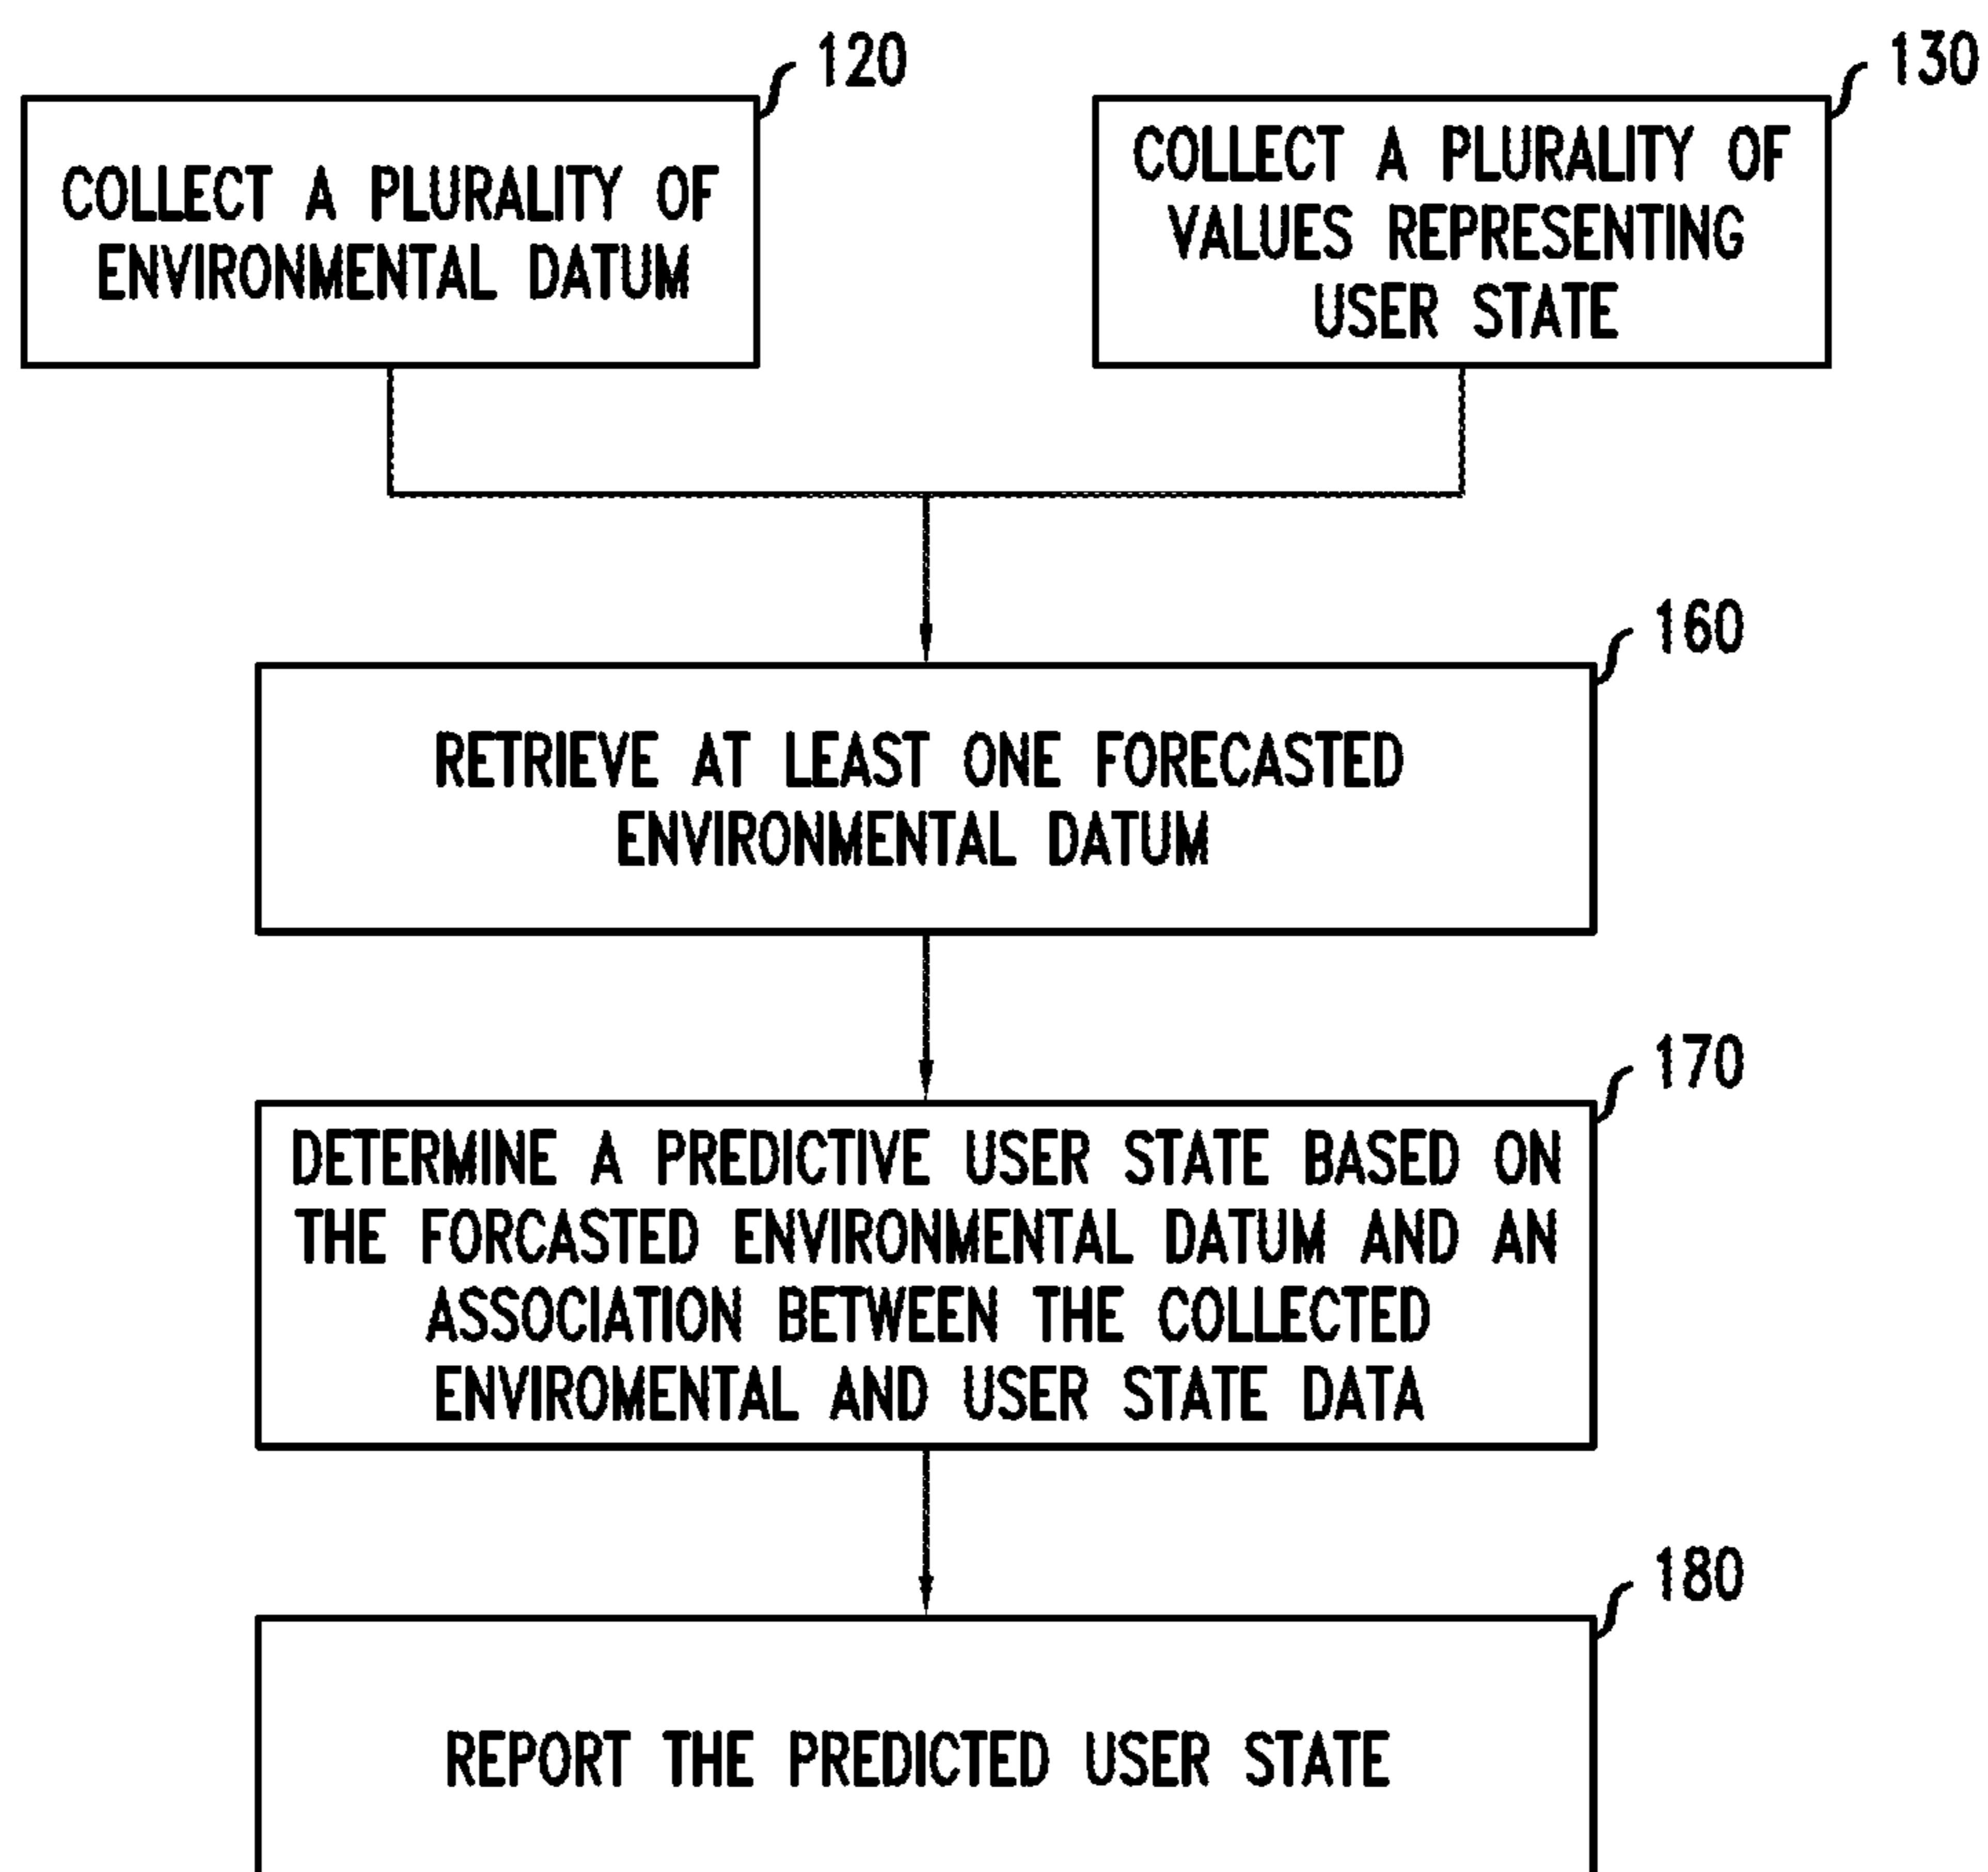 120
COLLECT A PLURALITY OF
ENVIRONMENTAL DATUM
130
COLLECT A PLURALITY OF
VALUES REPRESENTING
USER STATE
160
RETRIEVE AT LEAST ONE FORECASTED
ENVIRONMENTAL DATUM
170
DETERMINE A PREDICTIVE USER STATE BASED ON
THE FORCASTED ENVIRONMENTAL DATUM AND AN
ASSOCIATION BETWEEN THE COLLECTED
ENVIROMENTAL AND USER STATE DATA
180
REPORT THE PREDICTED USER STATE